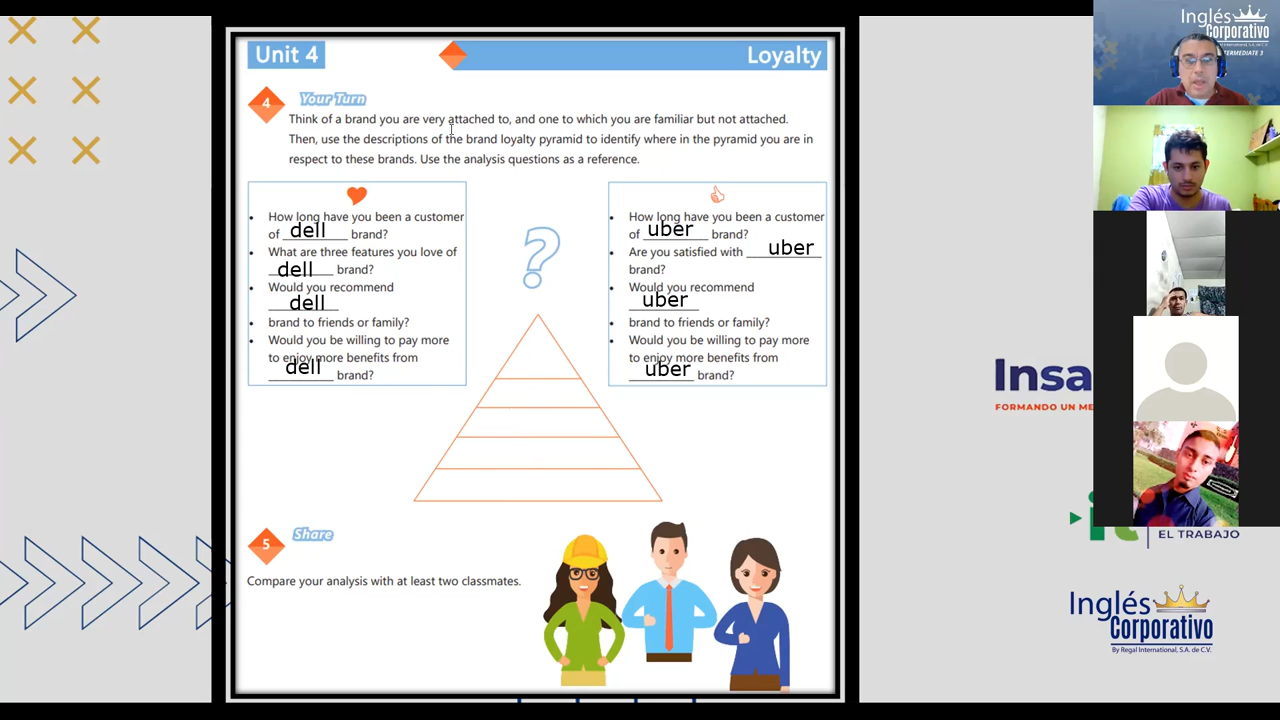 Unit 4
Loyalty
4
Your Turn
Think of a brand you are very attached to, and one to which you are familiar but not attached.
Then, use the descriptions of the brand loyalty pyramid to identify where in the pyramid you are in
respect to these brands. Use the analysis questions as a reference.
• How long have you been a customer
of dell brand?
• What are three features you love of
dell brand?
• Would you recommend
dell
• brand to friends or family?
• Would you be willing to pay more
to enjoy more benefits from
dell brand?
?
• How long have you been a customer
of uber brand?
• Are you satisfied with uber
brand?
• Would you recommend
uber
• brand to friends or family?
• Would you be willing to pay more
to enjoy more benefits from
uber brand?
5
Share
Compare your analysis with at least two classmates.
Inglés
Corporativo
By Regal International, S.A. de C.V.
TERMEDIATE 3
Insa
FORMANDO UN ME
EL TRABAJO
Inglés
Corporativo
By Regal International, S.A. de C.V.